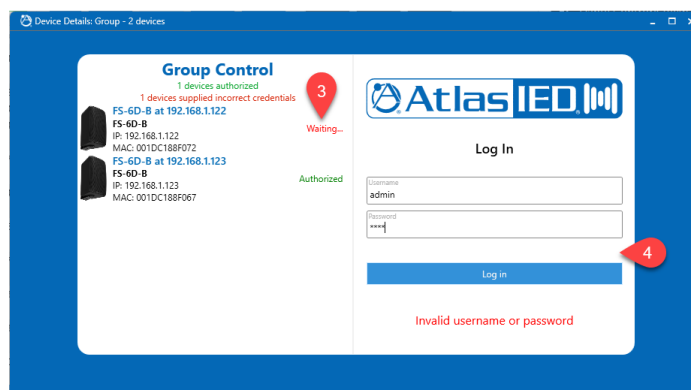 Device Details: Group - 2 devices
Group Control
1 devices authorized
1 devices supplied incorrect credentials
3
FS-6D-B at 192.168.1.122
FS-6D-B
Waiting...
IP: 192.168.1.122
MAC: 001DC188F072
FS-6D-B at 192.168.1.123
FS-6D-B
Authorized
IP: 192.168.1.123
MAC: 001DC188F067
Atlas IED
Log In
Username
admin
Password
****
4
Log in
Invalid username or password